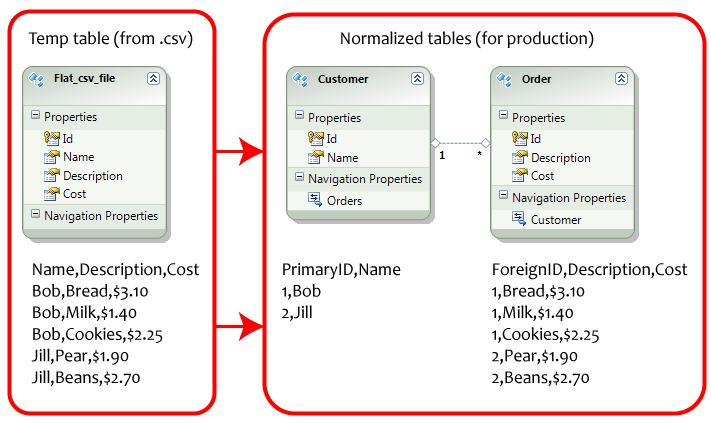 Temp table (from .csv)
Flat_csv_file
Properties
Id
Name
Description
Cost
Navigation Properties
Name,Description,Cost
Bob,Bread,$3.10
Bob,Milk,$1.40
Bob,Cookies,$2.25
Jill,Pear,$1.90
Jill,Beans,$2.70
Normalized tables (for production)
Customer
Properties
Id
Name
Navigation Properties
Orders
1
*
Order
Properties
Id
Description
Cost
Navigation Properties
Customer
PrimaryID,Name
1,Bob
2,Jill
ForeignID,Description,Cost
1,Bread,$3.10
1,Milk,$1.40
1,Cookies,$2.25
2,Pear,$1.90
2,Beans,$2.70